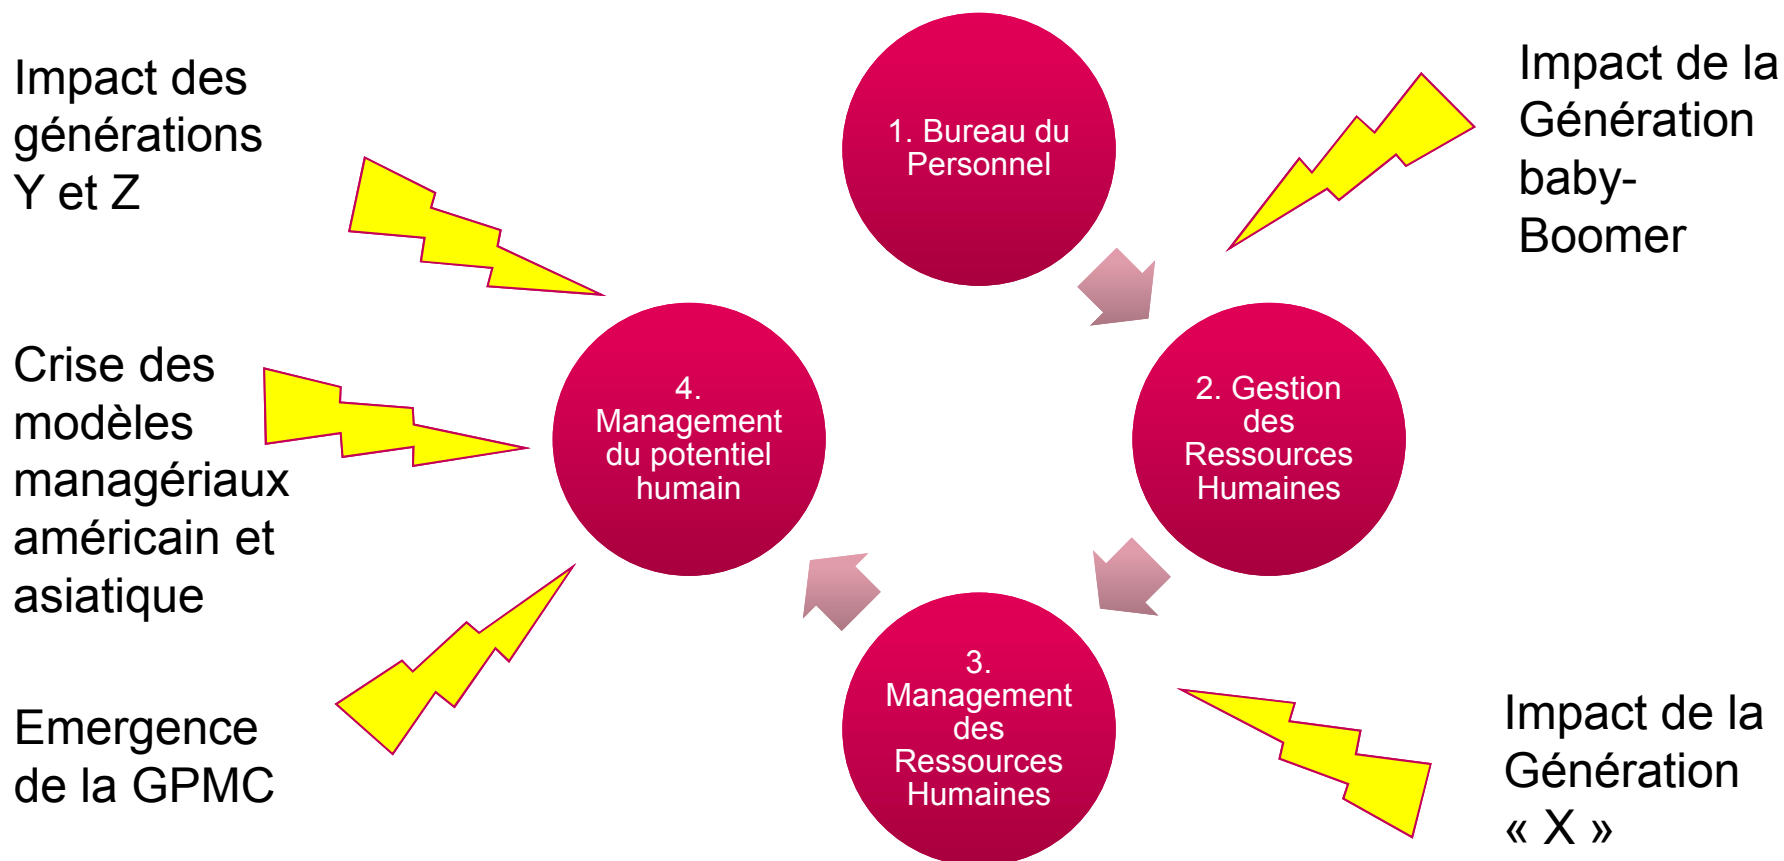 Impact des
générations
Y et Z
Crise des
modèles
managériaux
américain et
asiatique
Emergence
de la GPMC
1. Bureau du
Personnel
2. Gestion
des
Ressources
Humaines
3.
Management
des
Ressources
Humaines
4.
Management
du potentiel
humain
Impact de la
Génération
baby-
Boomer
Impact de la
Génération
« X »